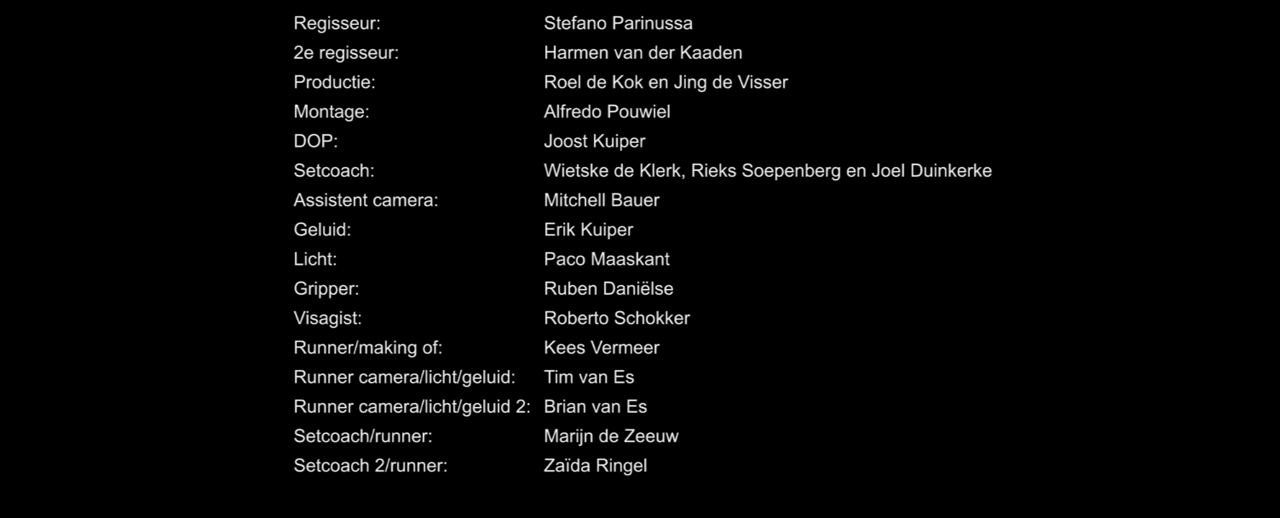 Regisseur: Stefano Parinussa
2e regisseur: Harmen van der Kaaden
Productie: Roel de Kok en Jing de Visser
Montage: Alfredo Pouwiel
DOP: Joost Kuiper
Setcoach: Wietske de Klerk, Rieks Soepenberg en Joel Duinkerke
Assistent camera: Mitchell Bauer
Geluid: Erik Kuiper
Licht: Paco Maaskant
Gripper: Ruben Daniëlse
Visagist: Roberto Schokker
Runner/making of: Kees Vermeer
Runner camera/licht/geluid: Tim van Es
Runner camera/licht/geluid 2: Brian van Es
Setcoach/runner: Marijn de Zeeuw
Setcoach 2/runner: Zaïda Ringel